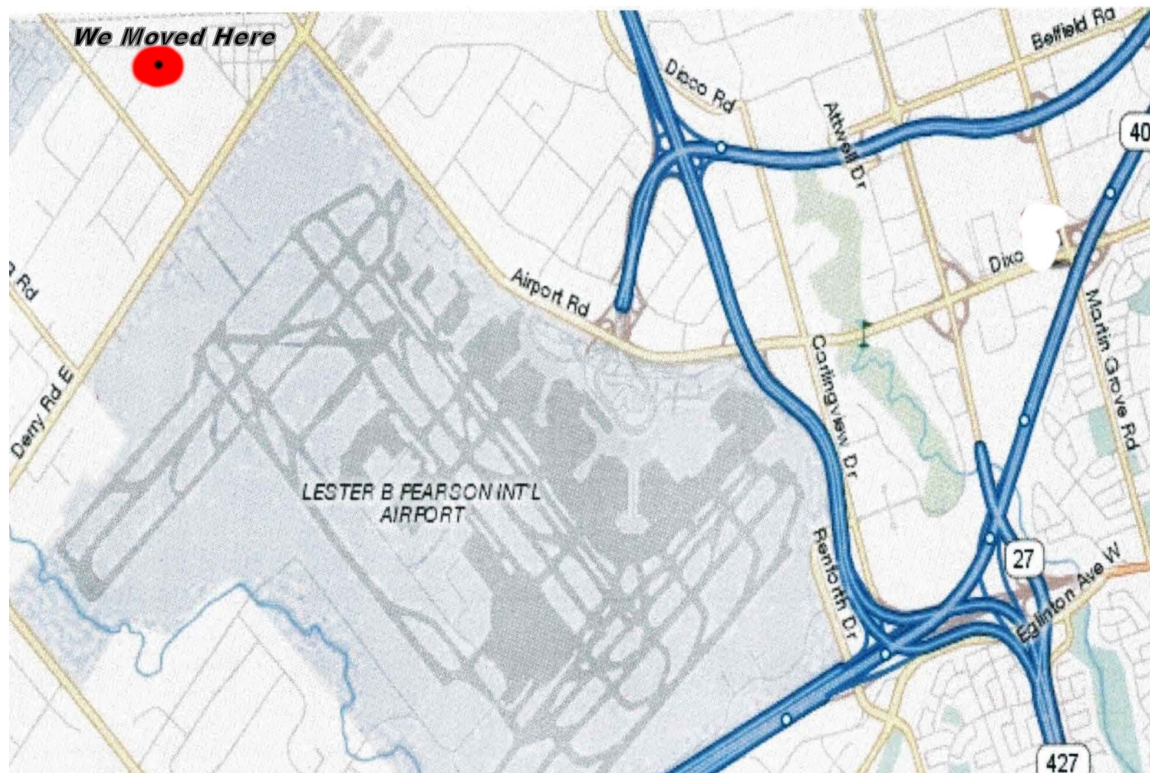 We Moved Here
Belfield Rd
Disco Rd
Attwell Dr
40
Dixo
Airport Rd
Rd
Martin Grove Rd
Carlingview Dr
Derry Rd E
LESTER B PEARSON INT'L
AIRPORT
Renforth Dr
27
Eglinton Ave W
427